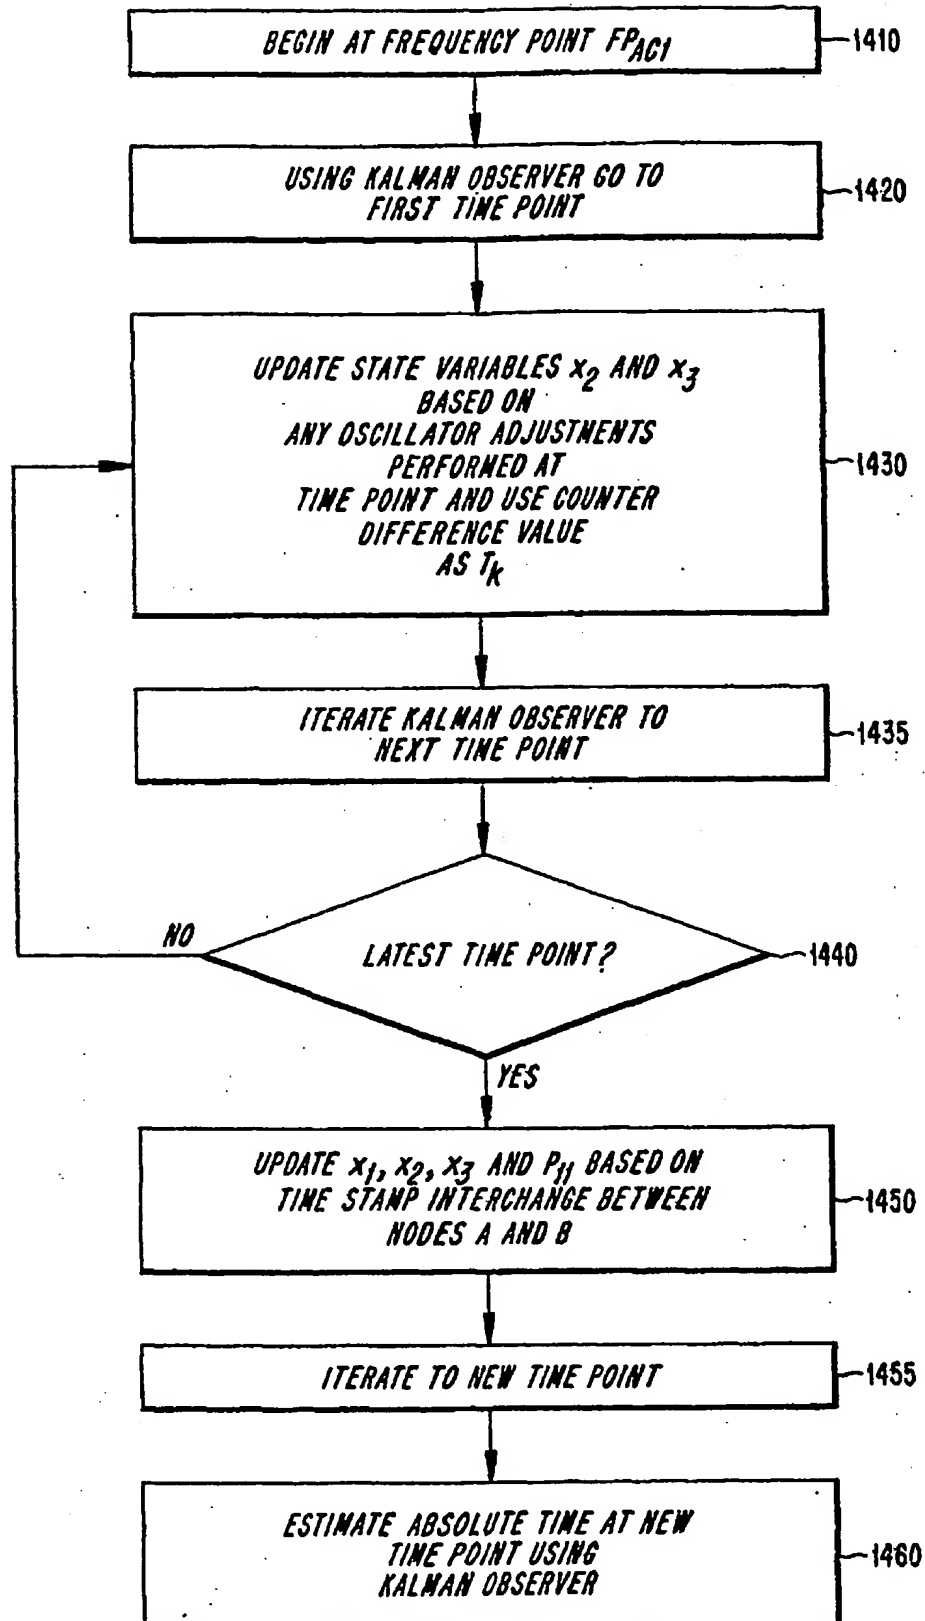 BEGIN AT FREQUENCY POINT FP_AC1
1410
USING KALMAN OBSERVER GO TO
FIRST TIME POINT
1420
UPDATE STATE VARIABLES x2 AND x3
BASED ON
ANY OSCILLATOR ADJUSTMENTS
PERFORMED AT
TIME POINT AND USE COUNTER
DIFFERENCE VALUE
AS Tk
1430
ITERATE KALMAN OBSERVER TO
NEXT TIME POINT
1435
NO
LATEST TIME POINT?
1440
YES
UPDATE x1, x2, x3 AND P11 BASED ON
TIME STAMP INTERCHANGE BETWEEN
NODES A AND B
1450
ITERATE TO NEW TIME POINT
1455
ESTIMATE ABSOLUTE TIME AT NEW
TIME POINT USING
KALMAN OBSERVER
1460